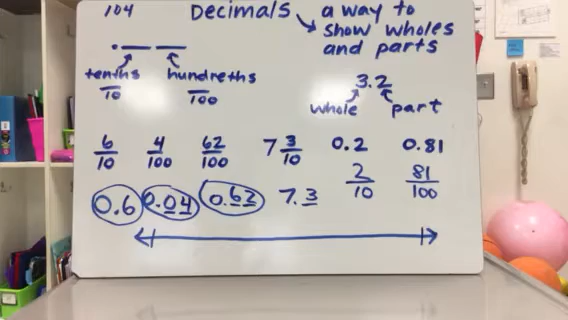 104
Decimals
a way to
show wholes
and parts
. __ __
tenths hundreths
/10 /100
3.2
whole part
6/10 4/100 62/100 7 3/10 0.2 0.81
2/10 81/100
0.6 0.04 0.62 7.3